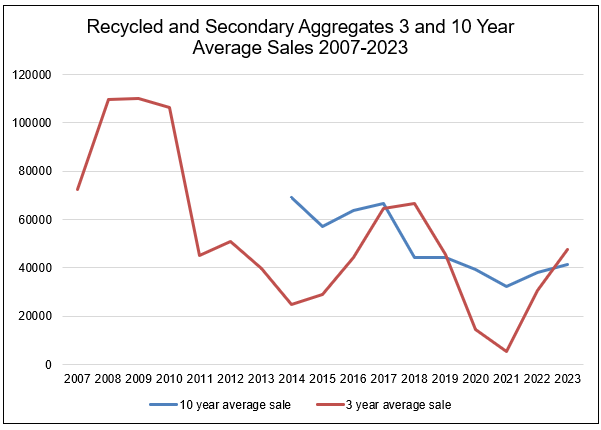 Recycled and Secondary Aggregates 3 and 10 Year
Average Sales 2007-2023
120000
100000
80000
60000
40000
20000
0
2007 2008 2009 2010 2011 2012 2013 2014 2015 2016 2017 2018 2019 2020 2021 2022 2023
10 year average sale 3 year average sale